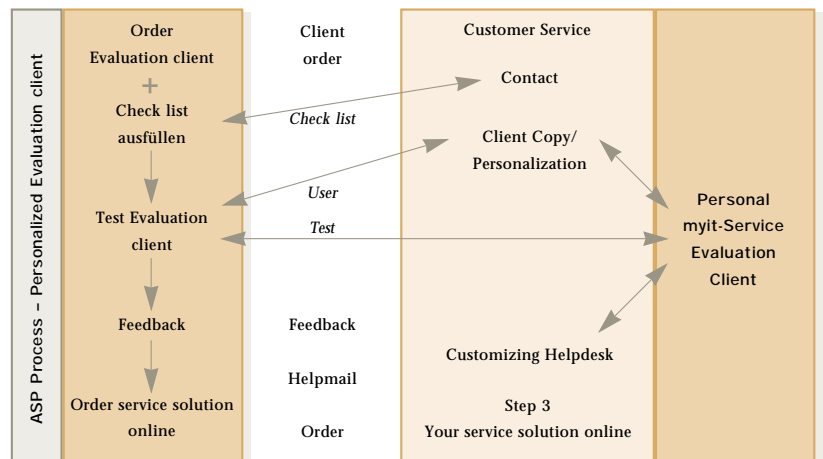 ASP Process – Personalized Evaluation client
Order
Evaluation client
+
Check list
ausfüllen
Test Evaluation
client
Feedback
Order service solution
online
Client
order
Check list
User
Test
Feedback
Helpmail
Order
Customer Service
Contact
Client Copy/
Personalization
Customizing Helpdesk
Step 3
Your service solution online
Personal
myit-Service
Evaluation
Client